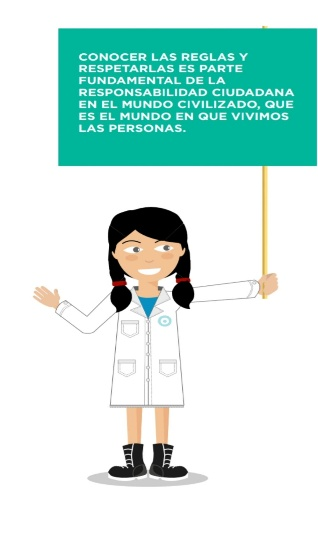 CONOCER LAS REGLAS Y
RESPETARLAS ES PARTE
FUNDAMENTAL DE LA
RESPONSABILIDAD CIUDADANA
EN EL MUNDO CIVILIZADO, QUE
ES EL MUNDO EN QUE VIVIMOS
LAS PERSONAS.